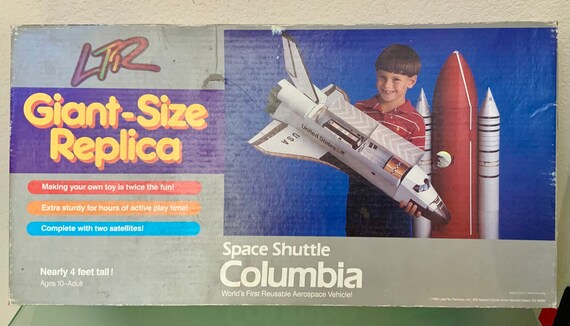 LTR
Giant-Size
Replica
Making your own toy is twice the fun!
Extra sturdy for hours of active play time!
Complete with two satellites!
Nearly 4 feet tall!
Ages 10-Adult
United States
USA
Space Shuttle
Columbia
World's First Reusable Aerospace Vehicle!